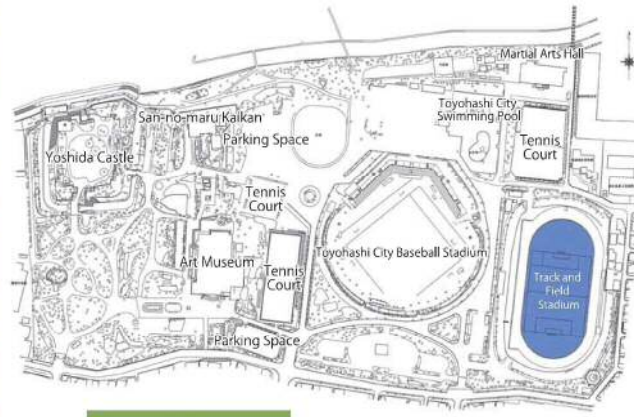 Martial Arts Hall
San-no-maru Kaikan
Toyohashi City
Swimming Pool
Parking Space
Tennis
Court
Yoshida Castle
Tennis
Court
Toyohashi City Baseball Stadium
Art Museum
Tennis
Court
Track and
Field
Stadium
Parking Space